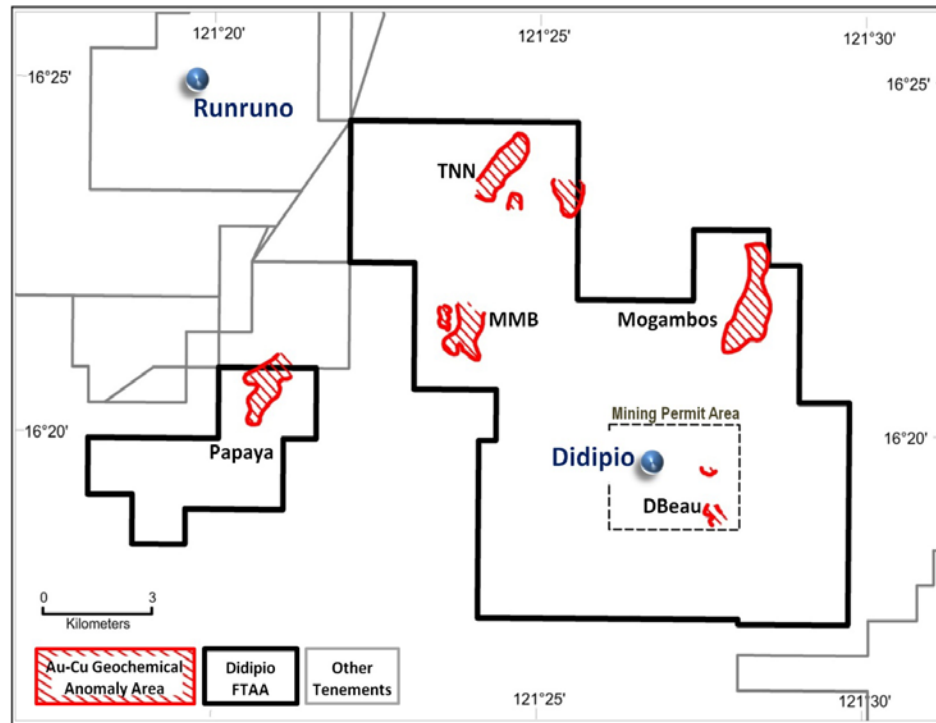 121°20'
121°25'
121°30'
16°25'
16°25'
Runruno
TNN
MMB
Mogambos
16°20'
16°20'
Papaya
Mining Permit Area
Didipio
DBeau
0 3
Kilometers
Au-Cu Geochemical
Anomaly Area
Didipio
FTAA
Other
Tenements
121°25'
121°30'